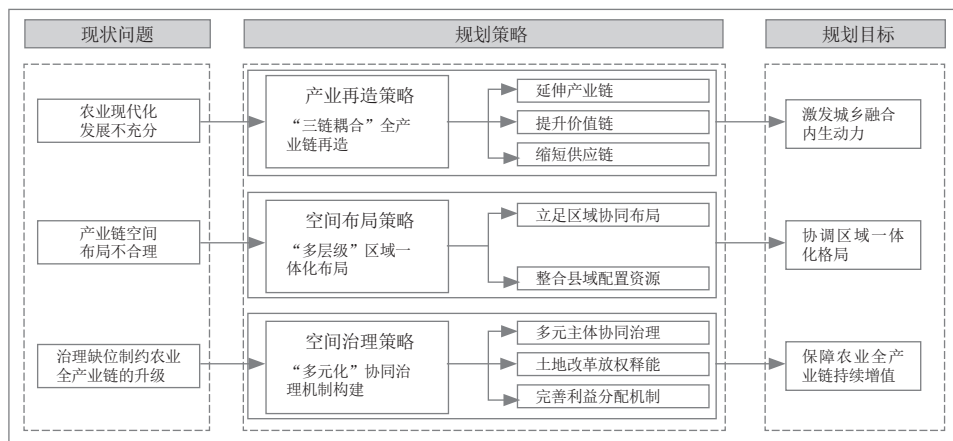 现状问题
规划策略
规划目标
农业现代化
发展不充分
产业再造策略
“三链耦合”全产
业链再造
延伸产业链
提升价值链
缩短供应链
激发城乡融合
内生动力
产业链空间
布局不合理
空间布局策略
“多层级”区域一
体化布局
立足区域协同布局
整合县域配置资源
协调区域一体
化格局
治理缺位制约农业
全产业链的升级
空间治理策略
“多元化”协同治
理机制构建
多元主体协同治理
土地改革放权释能
完善利益分配机制
保障农业全产
业链持续增值